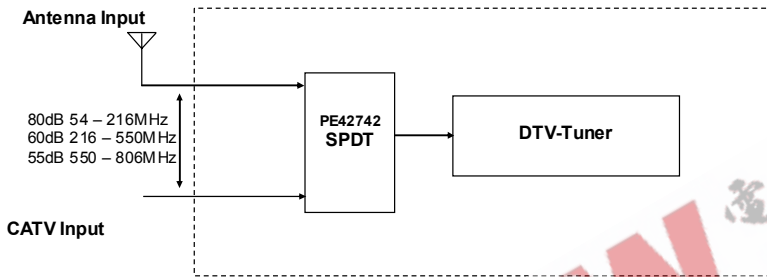 Antenna Input
80dB 54 – 216MHz
60dB 216 – 550MHz
55dB 550 – 806MHz
PE42742
SPDT
DTV-Tuner
CATV Input